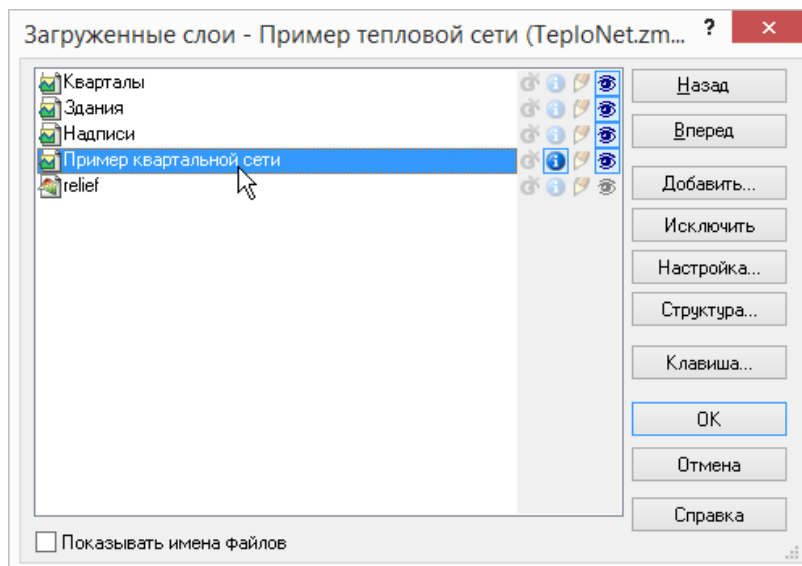 Загруженные слои - Пример тепловой сети (TeploNet.zm... ? ×
Кварталы
Здания
Надписи
Пример квартальной сети
relief
Назад
Вперед
Добавить...
Исключить
Настройка...
Структура...
Клавиша...
OK
Отмена
Справка
Показывать имена файлов